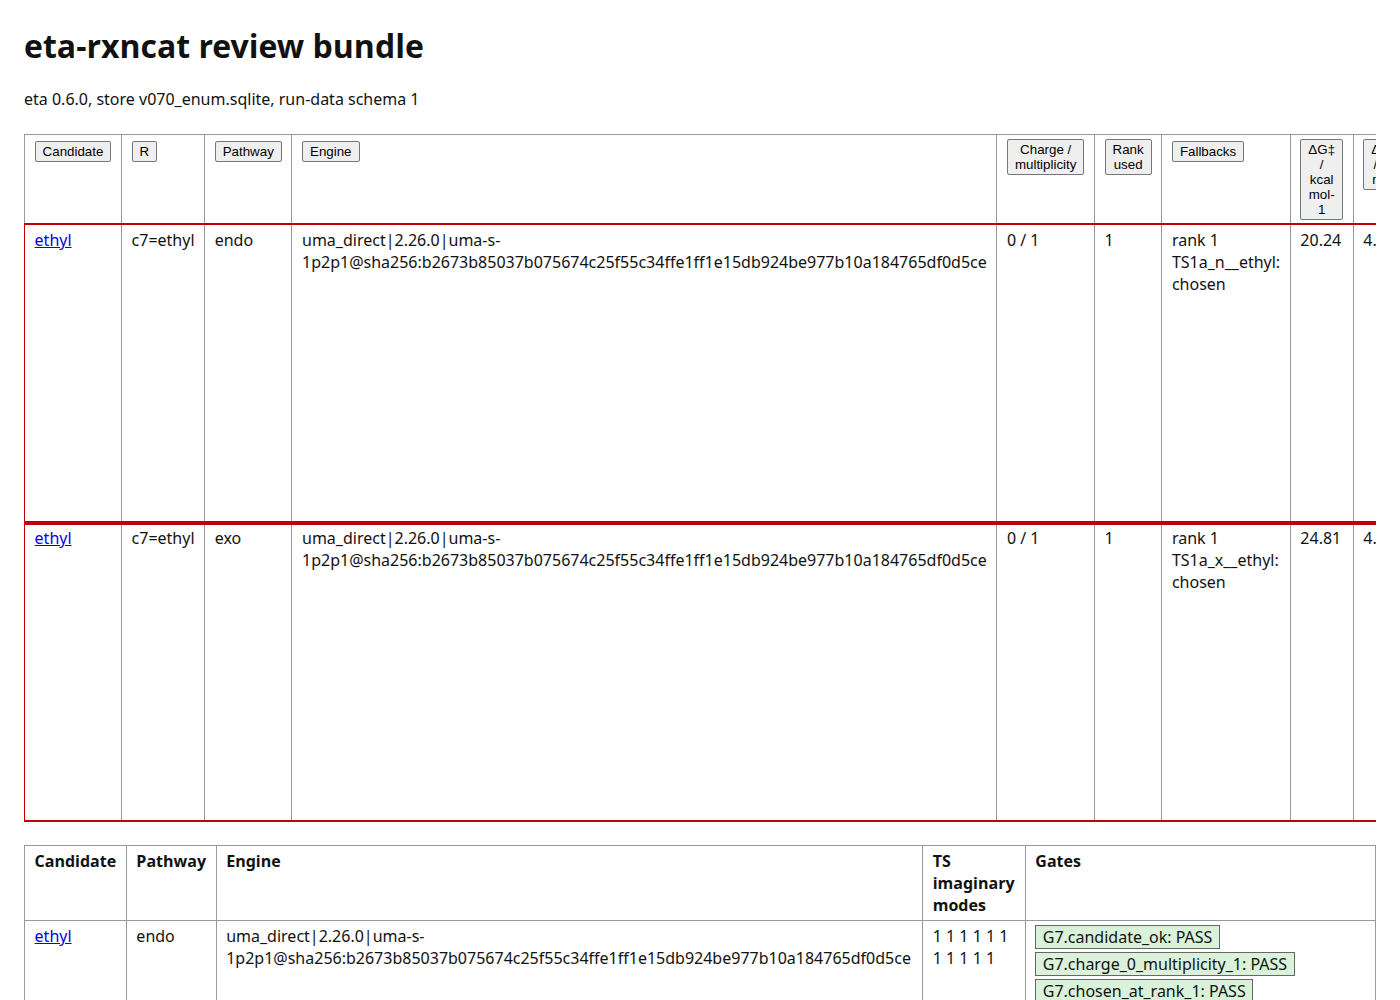 eta-rxncat review bundle
eta 0.6.0, store v070_enum.sqlite, run-data schema 1
Candidate
R
Pathway
Engine
Charge /
multiplicity
Rank
used
Fallbacks
ΔG‡
/
kcal
mol-
1
ethyl
c7=ethyl
endo
uma_direct|2.26.0|uma-s-
1p2p1@sha256:b2673b85037b075674c25f55c34ffe1ff1e15db924be977b10a184765df0d5ce
0 / 1
1
rank 1
TS1a_n__ethyl:
chosen
20.24
4.
ethyl
c7=ethyl
exo
uma_direct|2.26.0|uma-s-
1p2p1@sha256:b2673b85037b075674c25f55c34ffe1ff1e15db924be977b10a184765df0d5ce
0 / 1
1
rank 1
TS1a_x__ethyl:
chosen
24.81
4.
Candidate
Pathway
Engine
TS
imaginary
modes
Gates
ethyl
endo
uma_direct|2.26.0|uma-s-
1p2p1@sha256:b2673b85037b075674c25f55c34ffe1ff1e15db924be977b10a184765df0d5ce
1 1 1 1 1 1
1 1 1 1 1
G7.candidate_ok: PASS
G7.charge_0_multiplicity_1: PASS
G7.chosen_at_rank_1: PASS